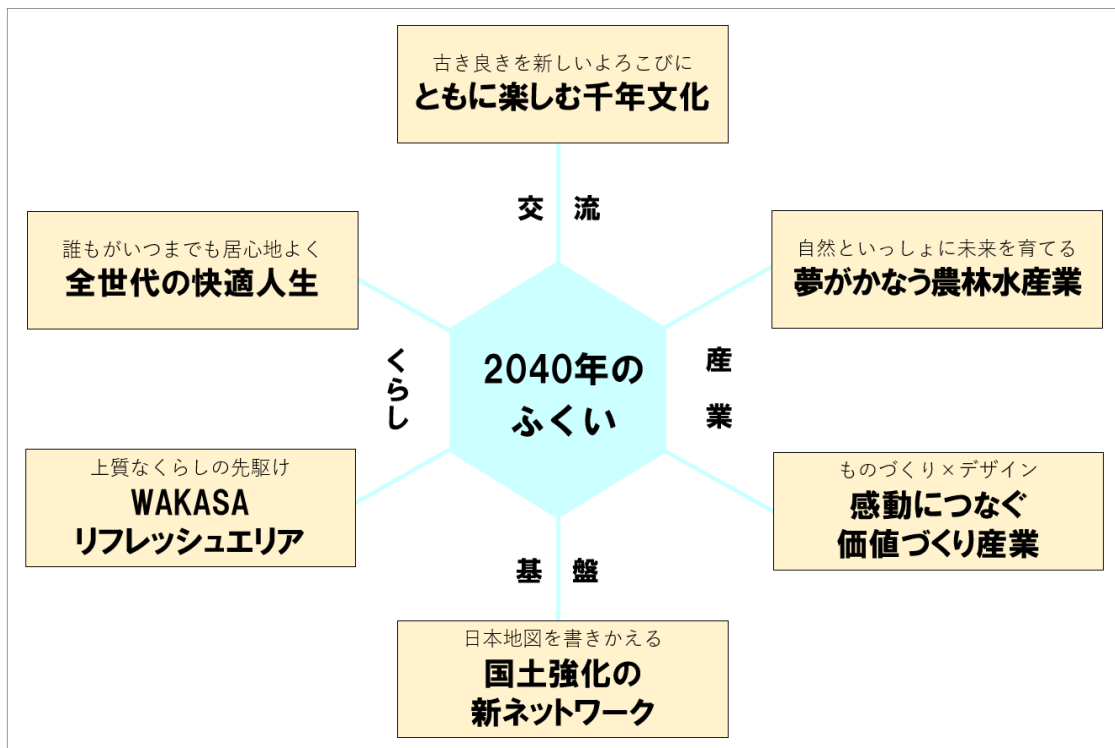 古き良きを新しいよろこびに
ともに楽しむ千年文化
交流
誰もがいつまでも居心地よく
全世代の快適人生
自然といっしょに未来を育てる
夢がかなう農林水産業
くらし
2040年の
ふくい
産業
上質なくらしの先駆け
WAKASA
リフレッシュエリア
ものづくり×デザイン
感動につなぐ
価値づくり産業
基盤
日本地図を書きかえる
国土強化の
新ネットワーク